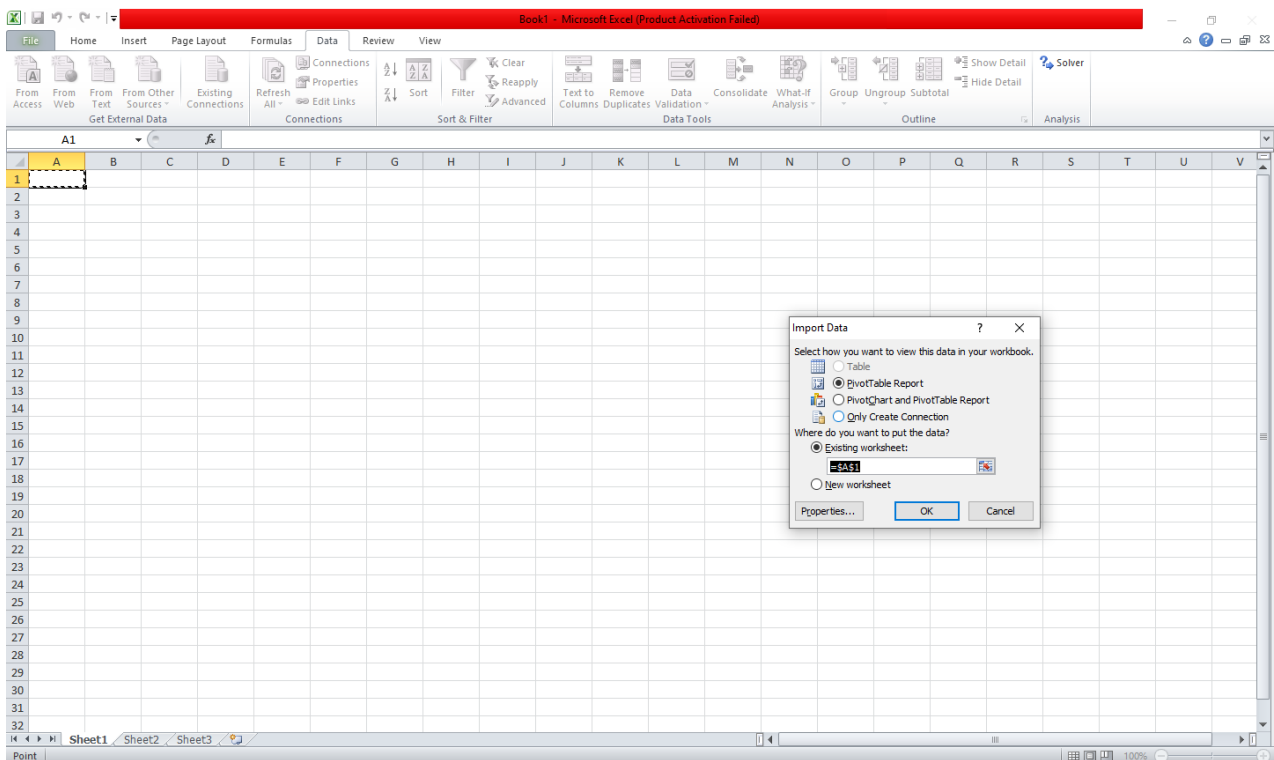 Book1 - Microsoft Excel (Product Activation Failed)
File Home Insert Page Layout Formulas Data Review View
From Access
From Web
From Text
From Other Sources
Existing Connections
Get External Data
Refresh All
Connections
Properties
Edit Links
Connections
Sort
Filter
Clear
Reapply
Advanced
Sort & Filter
Text to Columns
Remove Duplicates
Data Validation
Consolidate
What-If Analysis
Data Tools
Group
Ungroup
Subtotal
Show Detail
Hide Detail
Outline
Solver
Analysis
A1 fx
A B C D E F G H I J K L M N O P Q R S T U V
1
2
3
4
5
6
7
8
9
10
11
12
13
14
15
16
17
18
19
20
21
22
23
24
25
26
27
28
29
30
31
32
Import Data ?
Select how you want to view this data in your workbook.
Table
PivotTable Report
PivotChart and PivotTable Report
Only Create Connection
Where do you want to put the data?
Existing worksheet:
=$A$1
New worksheet
Properties... OK Cancel
Sheet1 Sheet2 Sheet3
Point 100%